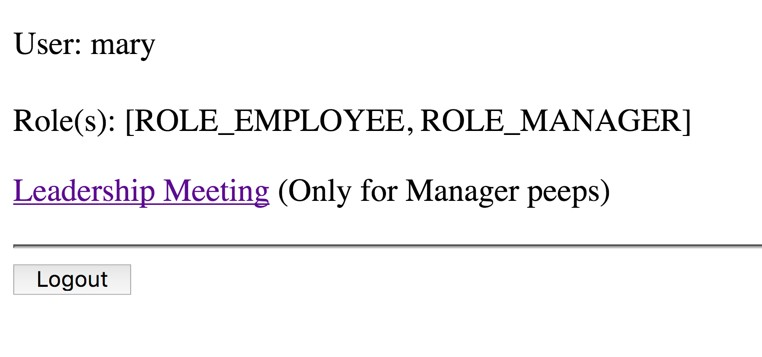 User: mary
Role(s): [ROLE_EMPLOYEE, ROLE_MANAGER]
Leadership Meeting (Only for Manager peeps)
Logout